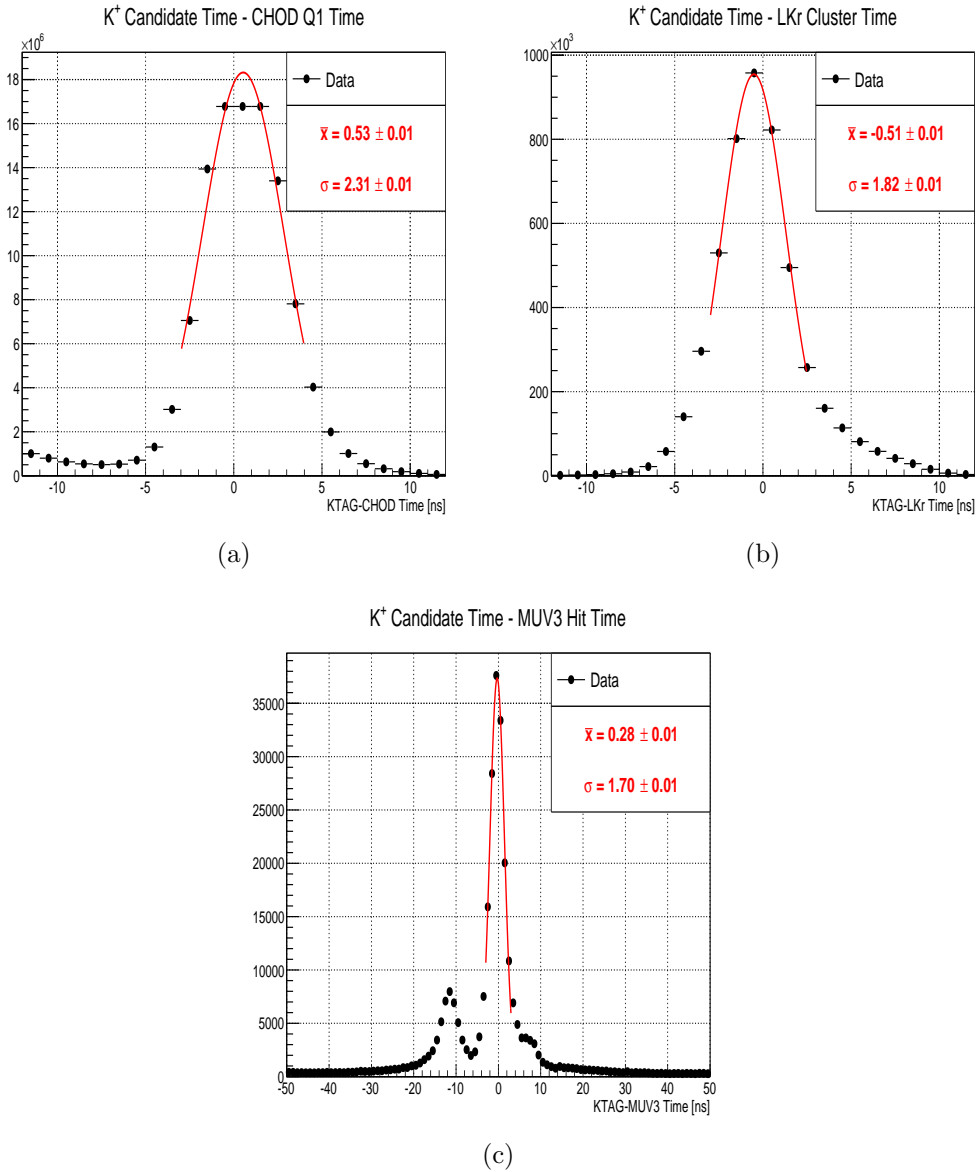 K+ Candidate Time - CHOD Q1 Time
×10^6
18
16
14
12
10
8
6
4
2
0
Data
x̄ = 0.53 ± 0.01
σ = 2.31 ± 0.01
-10 -5 0 5 10
KTAG-CHOD Time [ns]
(a)
K+ Candidate Time - LKr Cluster Time
×10^3
1000
800
600
400
200
0
Data
x̄ = -0.51 ± 0.01
σ = 1.82 ± 0.01
-10 -5 0 5 10
KTAG-LKr Time [ns]
(b)
K+ Candidate Time - MUV3 Hit Time
35000
30000
25000
20000
15000
10000
5000
0
Data
x̄ = 0.28 ± 0.01
σ = 1.70 ± 0.01
-50 -40 -30 -20 -10 0 10 20 30 40 50
KTAG-MUV3 Time [ns]
(c)